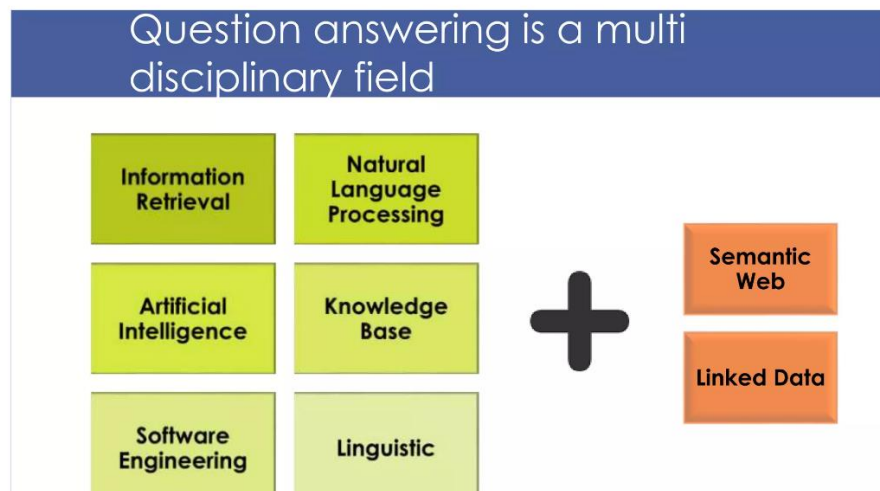 Question answering is a multi
disciplinary field
Information
Retrieval
Natural
Language
Processing
Artificial
Intelligence
Knowledge
Base
Software
Engineering
Linguistic
Semantic
Web
Linked Data